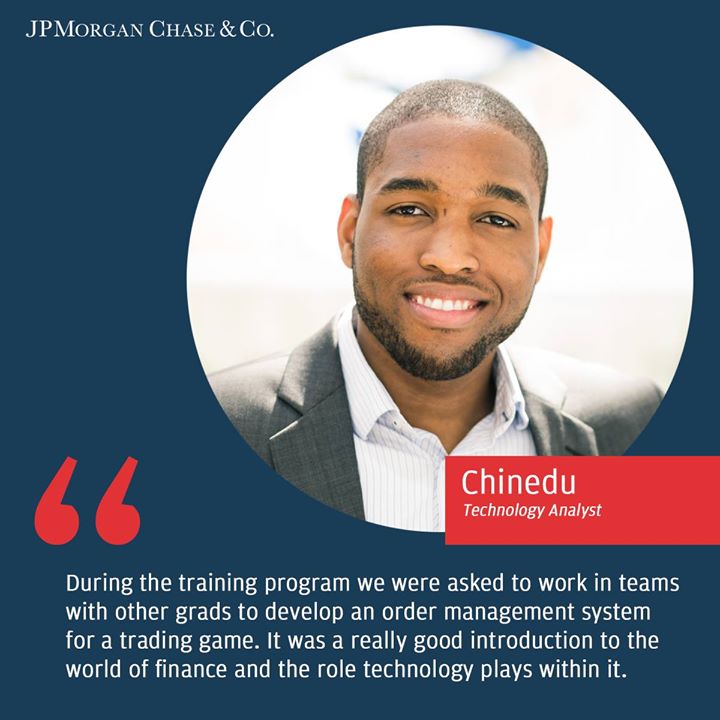 JPMORGAN CHASE & CO.
Chinedu
Technology Analyst
“
During the training program we were asked to work in teams
with other grads to develop an order management system
for a trading game. It was a really good introduction to the
world of finance and the role technology plays within it.